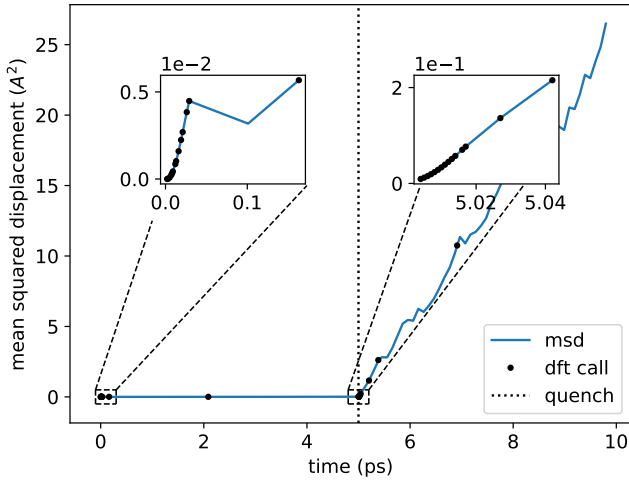 mean squared displacement (A^2)
25
20
15
10
5
0
1e-2
0.5
0.0
0.0 0.1
1e-1
2
0
5.02 5.04
msd
dft call
quench
0 2 4 6 8 10
time (ps)